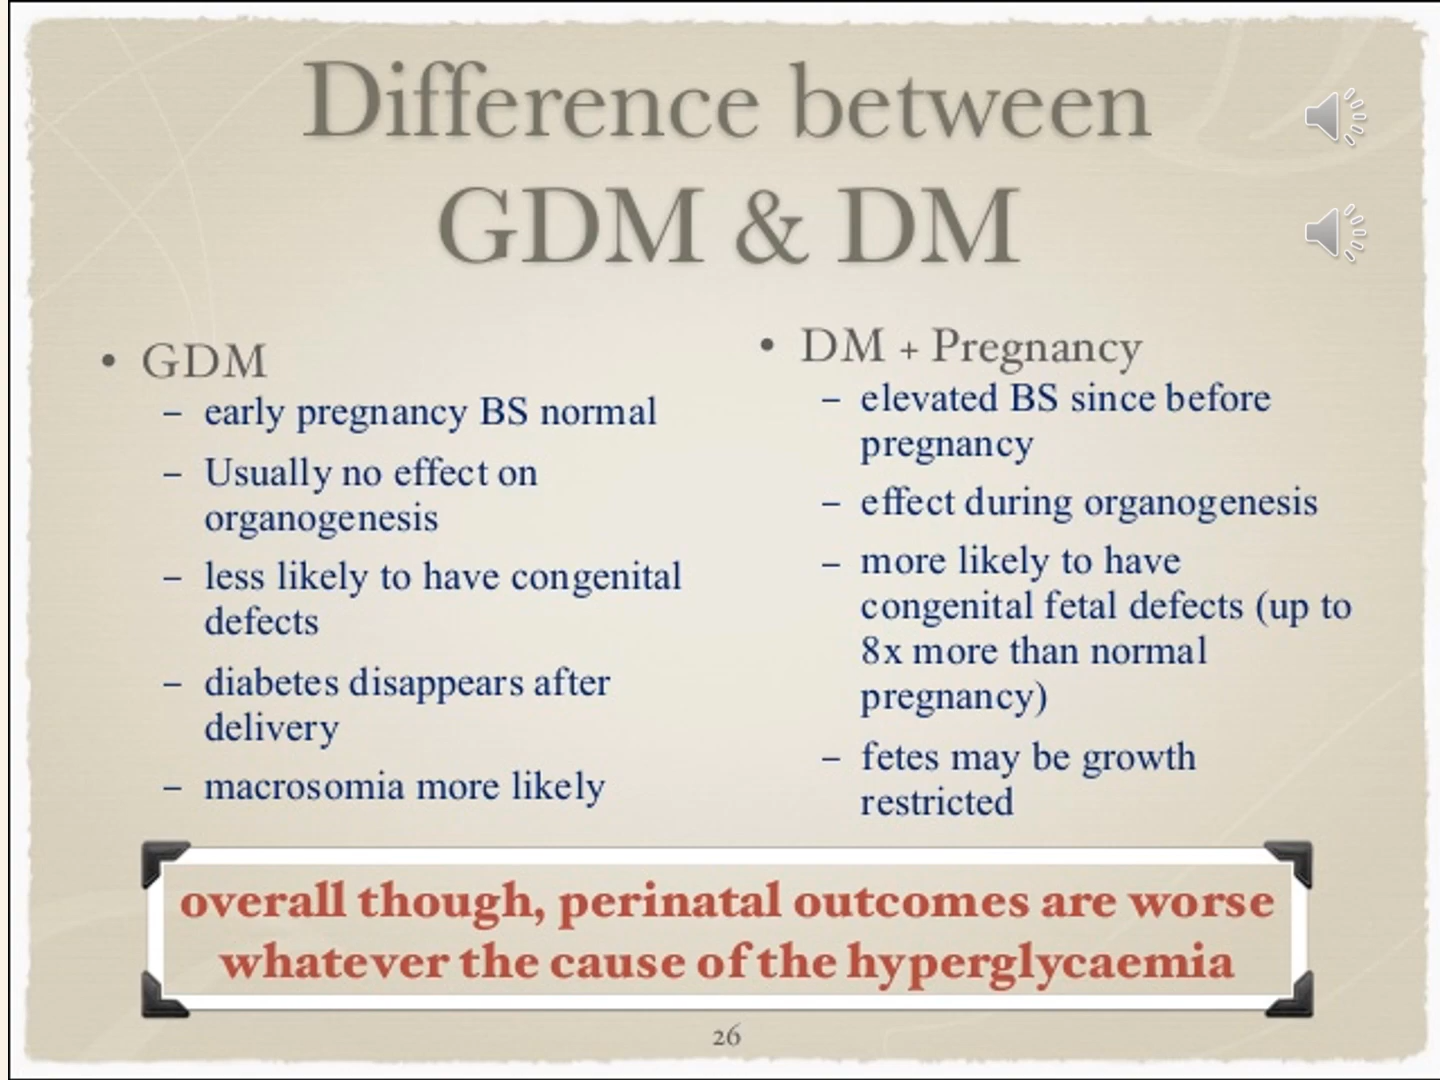 Difference between
GDM & DM
• GDM
– early pregnancy BS normal
– Usually no effect on
organogenesis
– less likely to have congenital
defects
– diabetes disappears after
delivery
– macrosomia more likely
• DM + Pregnancy
– elevated BS since before
pregnancy
– effect during organogenesis
– more likely to have
congenital fetal defects (up to
8x more than normal
pregnancy)
– fetes may be growth
restricted
overall though, perinatal outcomes are worse
whatever the cause of the hyperglycaemia
26